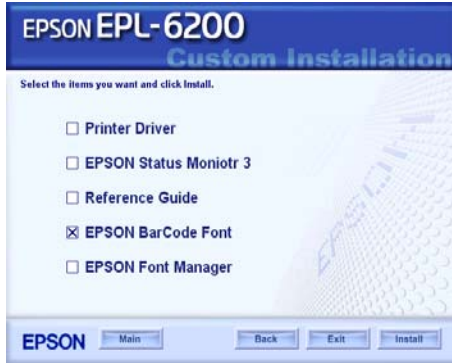 EPSON EPL-6200
Custom Installation
Select the items you want and click Install.
Printer Driver
EPSON Status Moniotr 3
Reference Guide
EPSON BarCode Font
EPSON Font Manager
EPSON
EPSON Main Back Exit Install